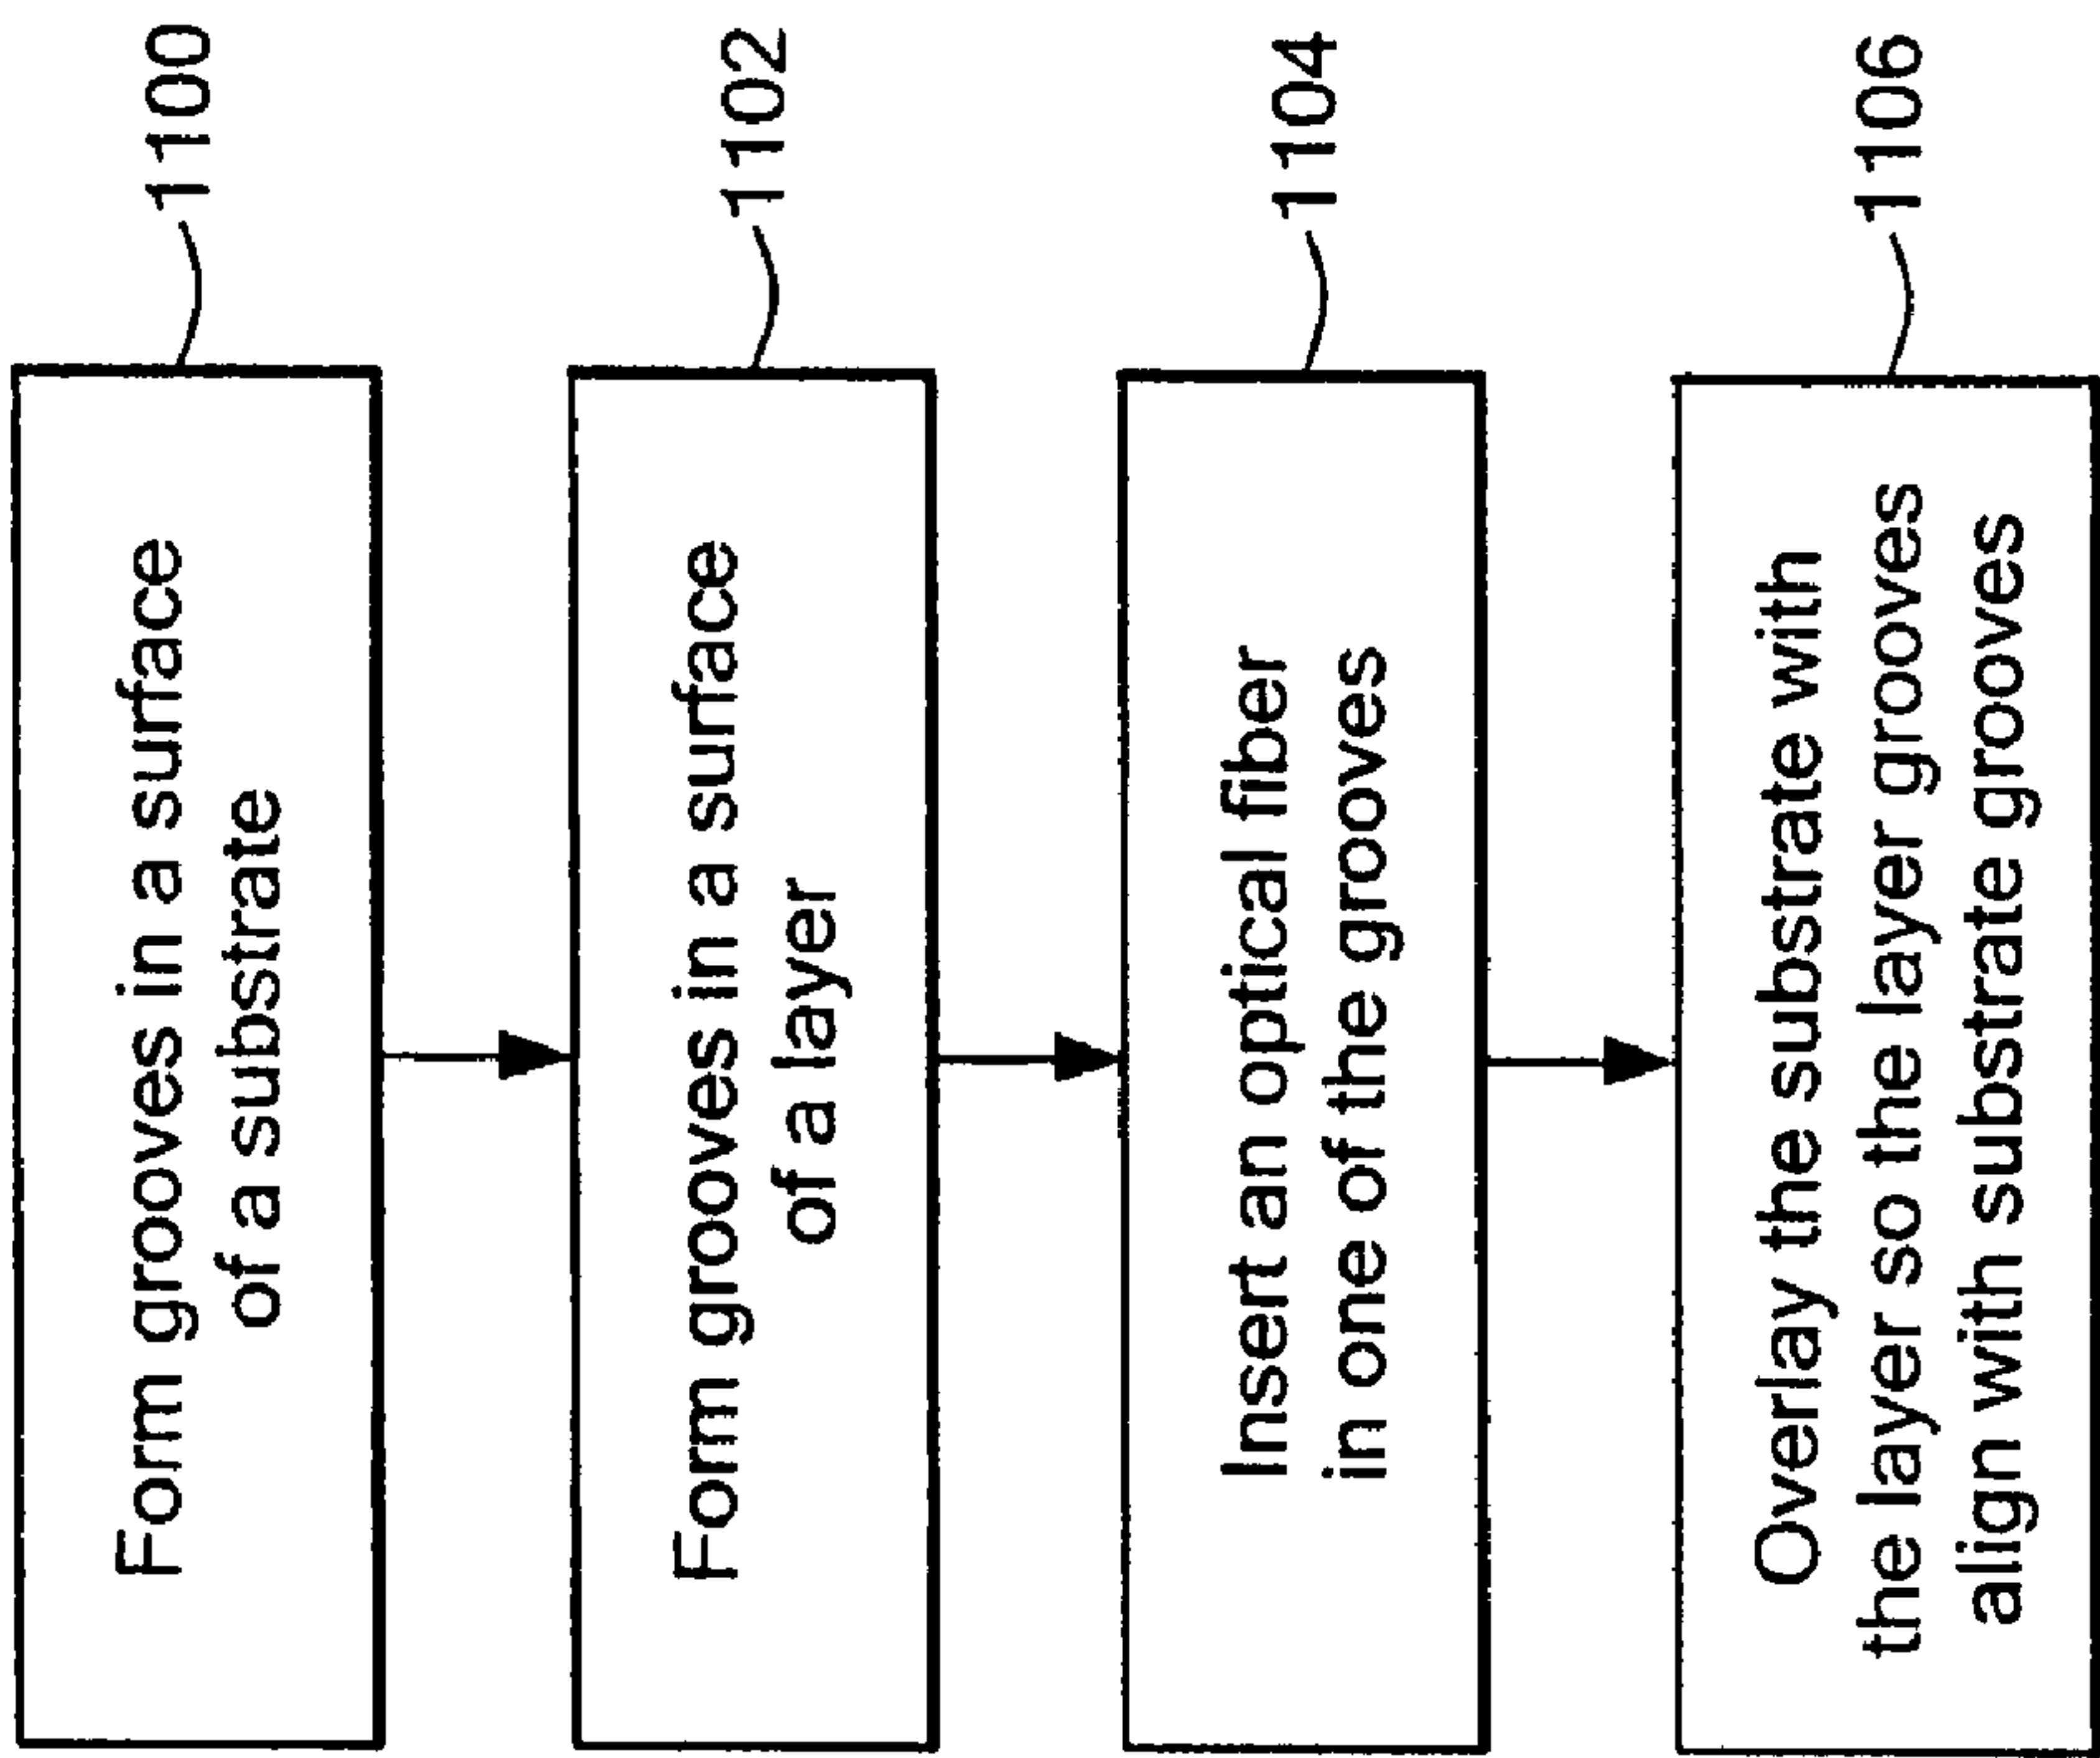 Form grooves in a surface
of a substrate
1100
Form grooves in a surface
of a layer
1102
Insert an optical fiber
in one of the grooves
1104
Overlay the substrate with
the layer so the layer grooves
align with substrate grooves
1106